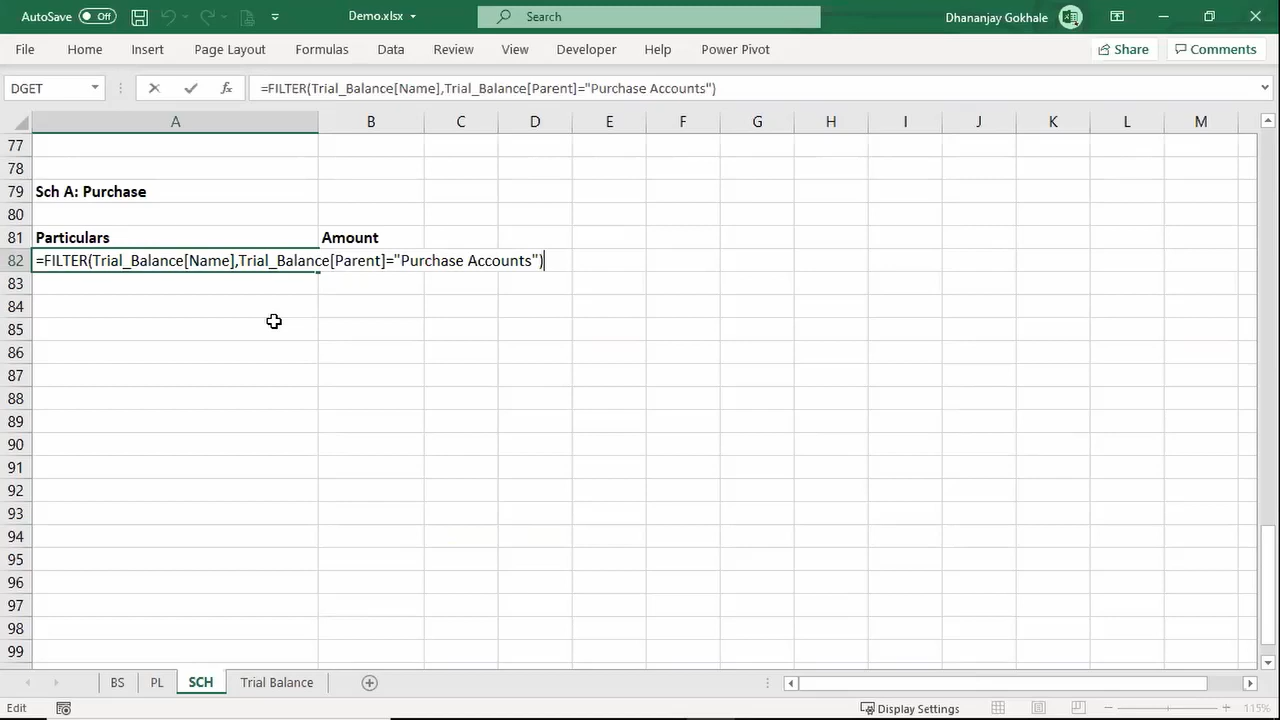 AutoSave Off Demo.xlsx Search Dhananjay Gokhale
File Home Insert Page Layout Formulas Data Review View Developer Help Power Pivot Share Comments
DGET fx =FILTER(Trial_Balance[Name],Trial_Balance[Parent]="Purchase Accounts")
A B C D E F G H I J K L M
77
78
79 Sch A: Purchase
80
81 Particulars Amount
82 =FILTER(Trial_Balance[Name],Trial_Balance[Parent]="Purchase Accounts")
83
84
85
86
87
88
89
90
91
92
93
94
95
96
97
98
99
BS PL SCH Trial Balance
Edit Display Settings 115%